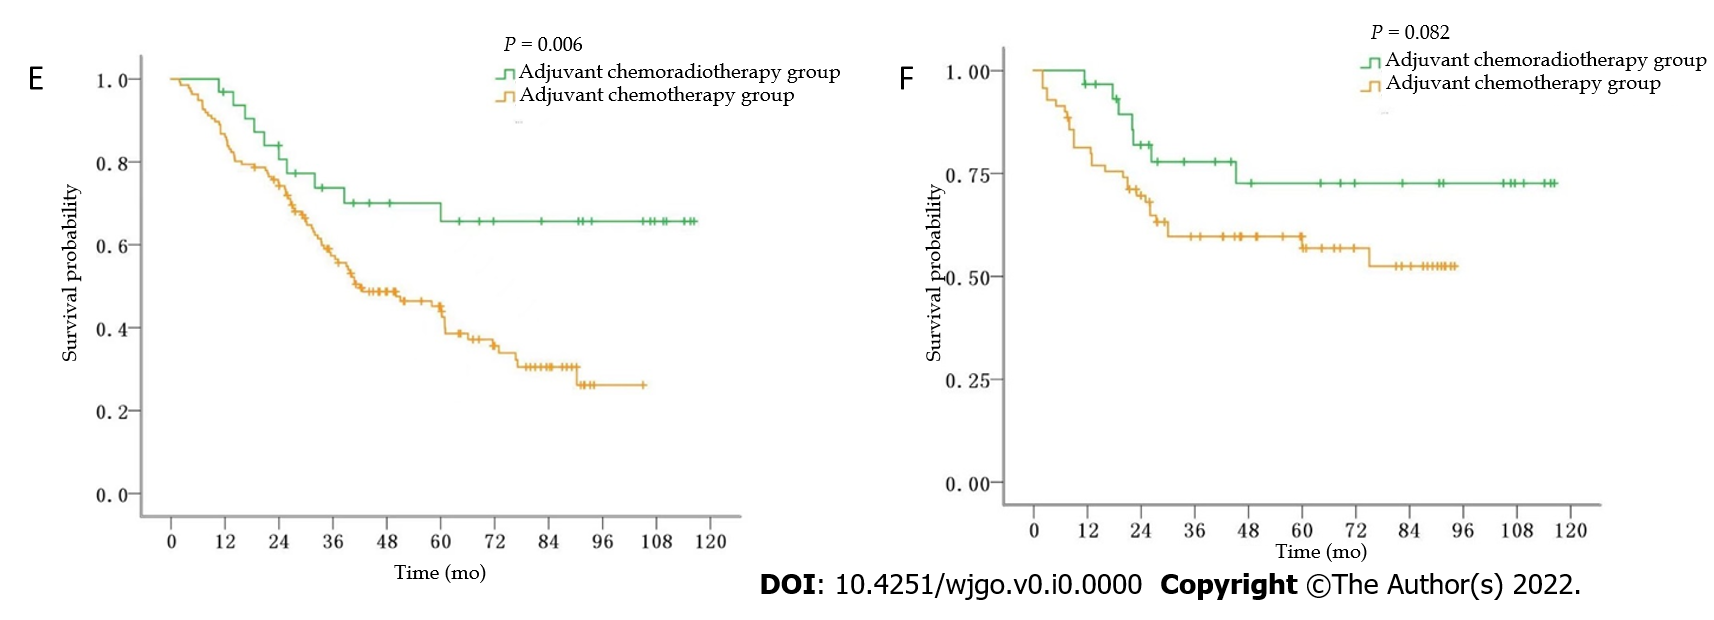 E
P = 0.006
Adjuvant chemoradiotherapy group
Adjuvant chemotherapy group
Survival probability
1. 0
0. 8
0. 6
0. 4
0. 2
0. 0
0 12 24 36 48 60 72 84 96 108 120
Time (mo)
F
P = 0.082
Adjuvant chemoradiotherapy group
Adjuvant chemotherapy group
Survival probability
1. 00
0. 75
0. 50
0. 25
0. 00
0 12 24 36 48 60 72 84 96 108 120
Time (mo)
DOI: 10.4251/wjgo.v0.i0.0000 Copyright ©The Author(s) 2022.